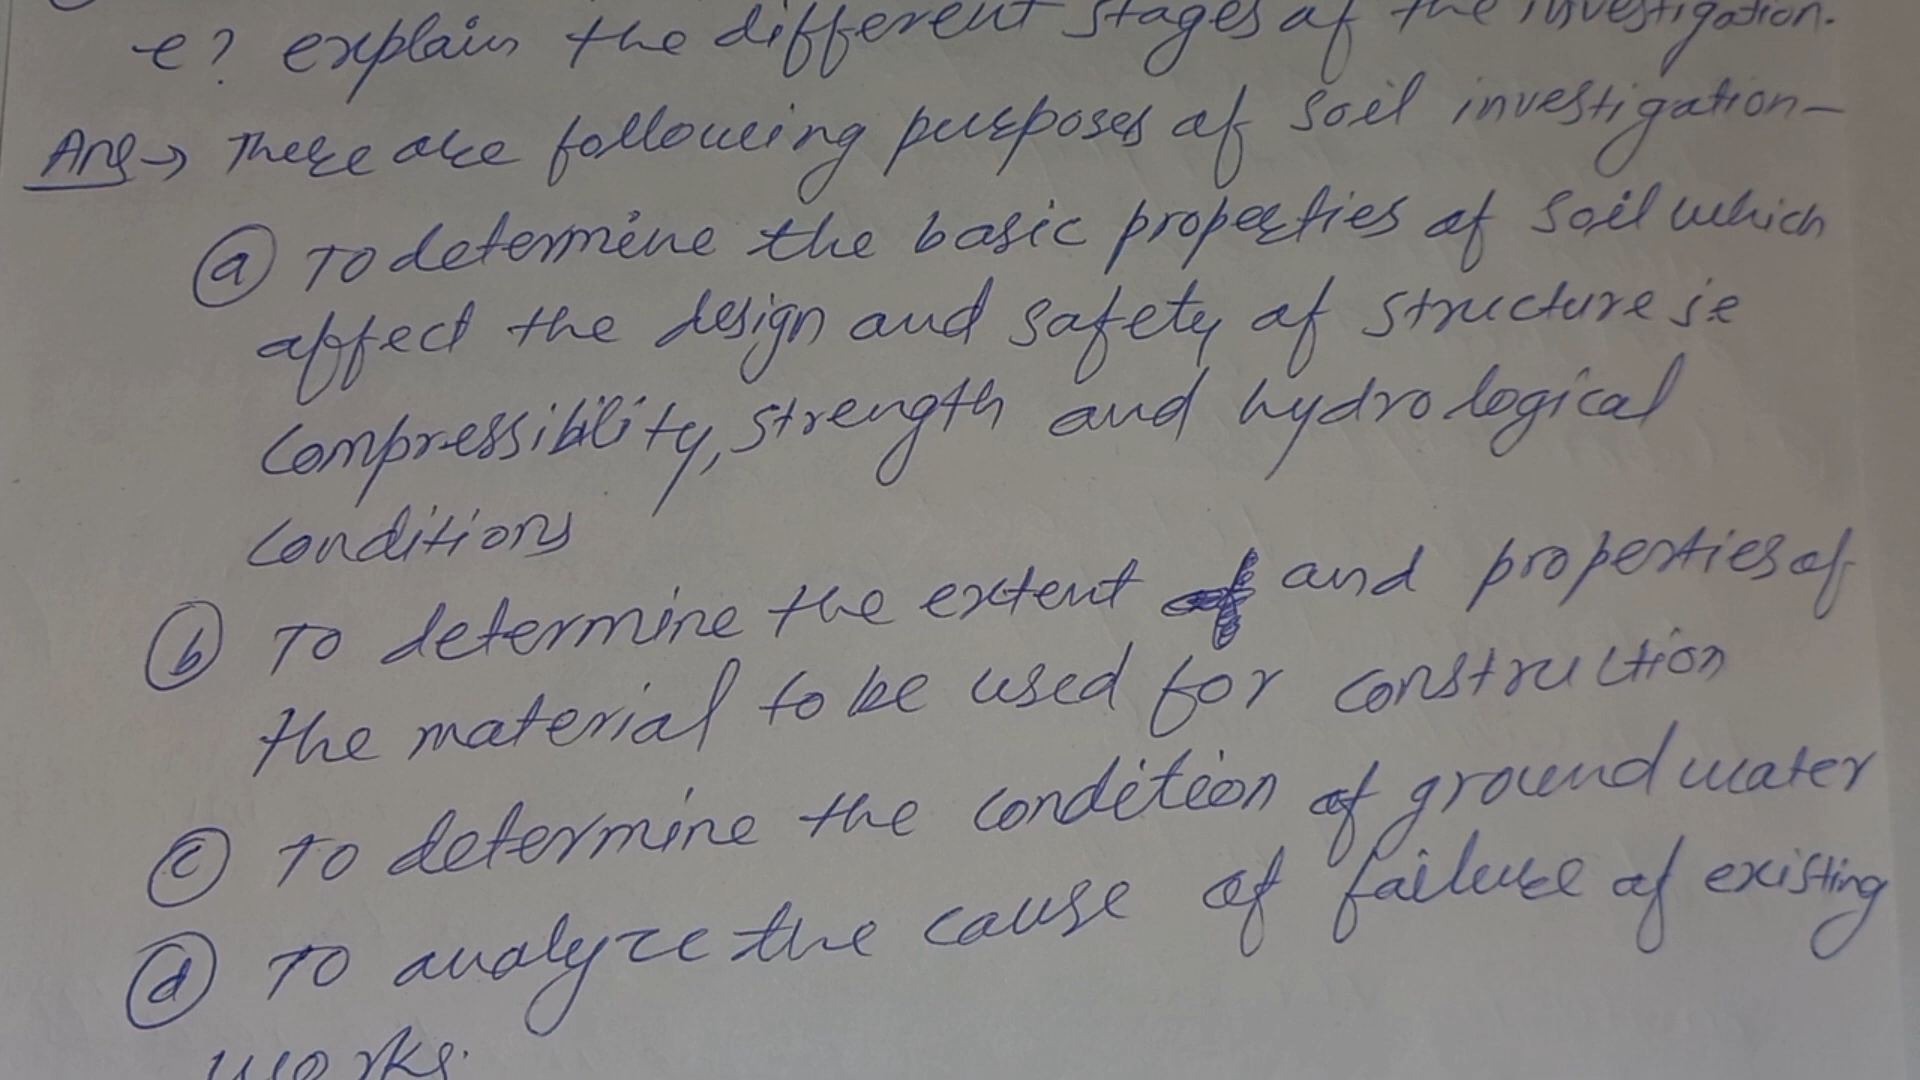 e? explain the different stages of the investigation.
Ans → There are following purposes of soil investigation-
(a) To determine the basic properties of soil which
affect the design and safety of structure ie
compressibility, strength and hydrological
conditions
(b) To determine the extent and properties of
the material to be used for construction
(c) To determine the condition of ground water
(d) To analyze the cause of failure of existing
works.